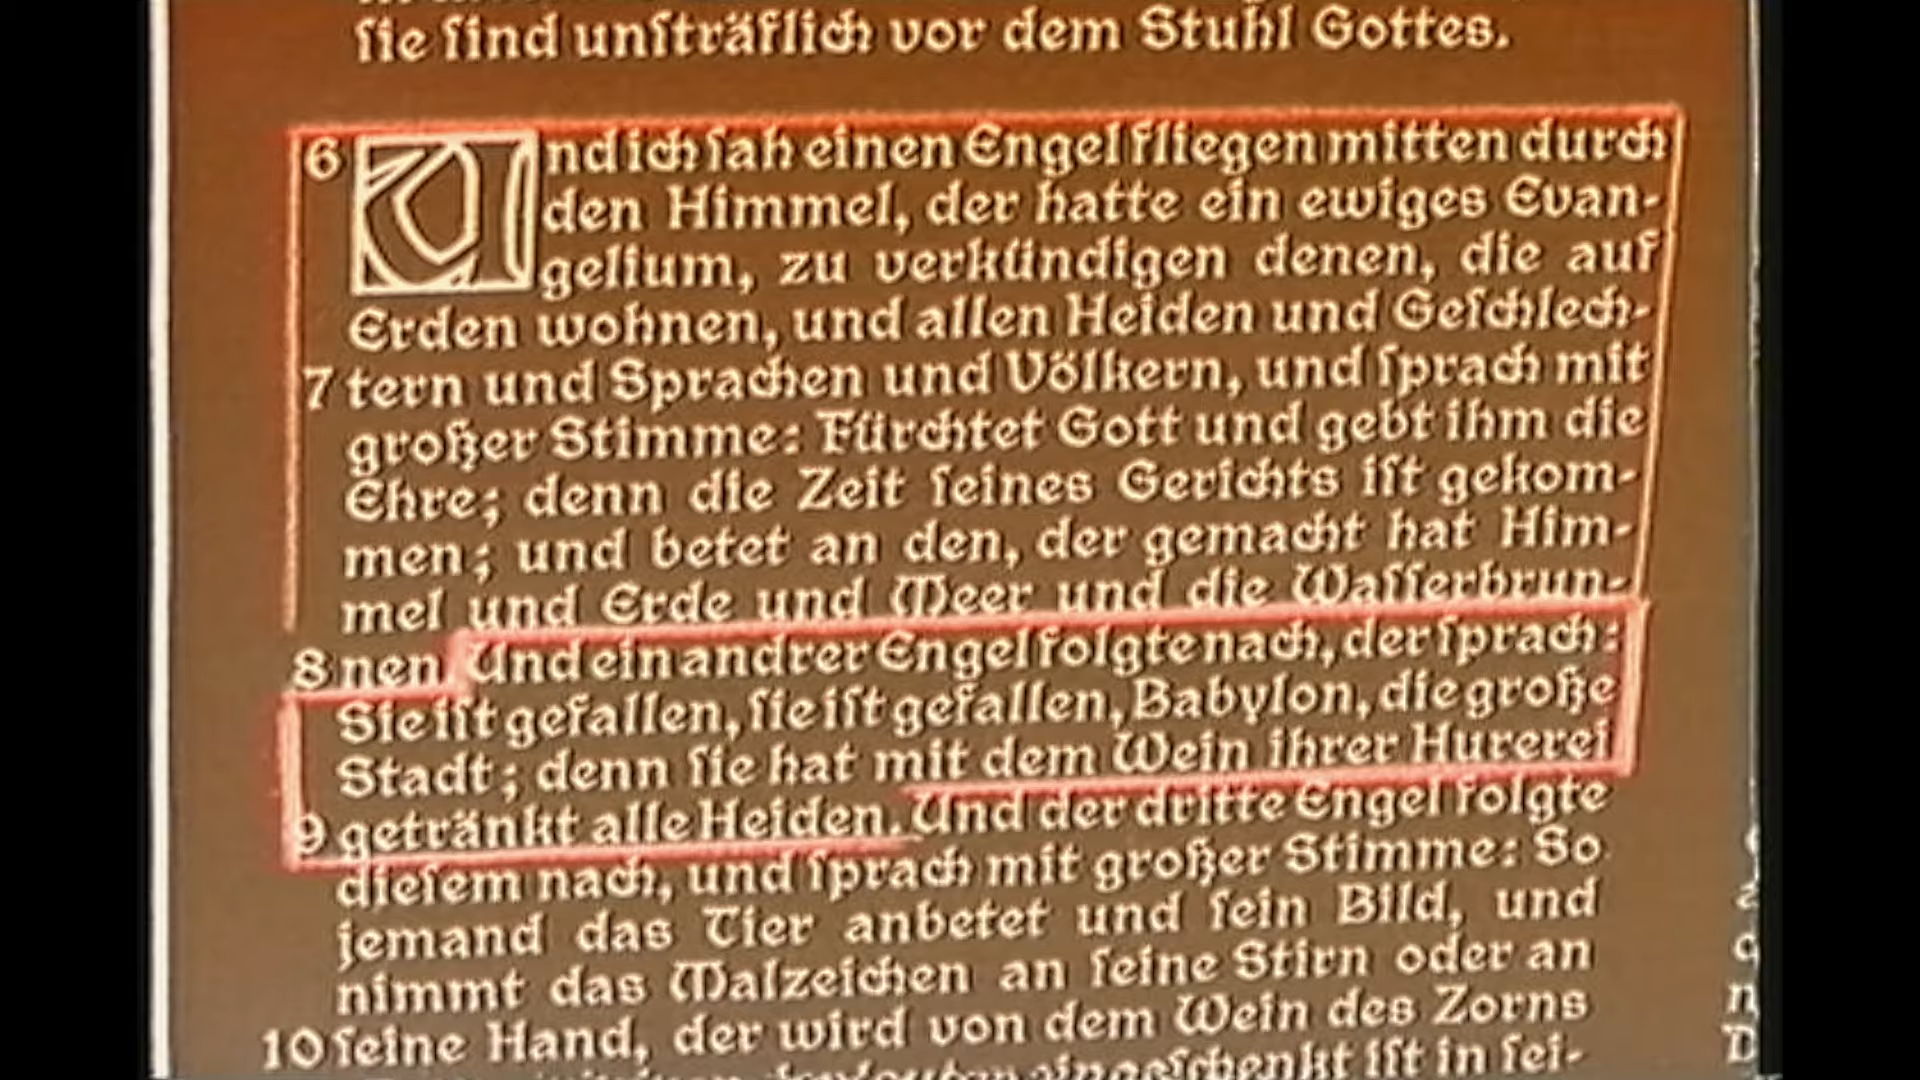 sie sind unsträflich vor dem Stuhl Gottes.
6 Und ich sah einen Engel fliegen mitten durch
den Himmel, der hatte ein ewiges Evan-
gelium, zu verkündigen denen, die auf
Erden wohnen, und allen Heiden und Geschlech-
7 tern und Sprachen und Völkern, und sprach mit
großer Stimme: Fürchtet Gott und gebt ihm die
Ehre; denn die Zeit seines Gerichts ist gekom-
men; und betet an den, der gemacht hat Him-
mel und Erde und Meer und die Wasserbrun-
8 nen. Und ein andrer Engel folgte nach, der sprach:
Sie ist gefallen, sie ist gefallen, Babylon, die große
Stadt; denn sie hat mit dem Wein ihrer Hurerei
9 getränkt alle Heiden. Und der dritte Engel folgte
diesem nach, und sprach mit großer Stimme: So
jemand das Tier anbetet und sein Bild, und
nimmt das Malzeichen an seine Stirn oder an
10 seine Hand, der wird von dem Wein des Zorns
eingeschenkt ist in sei-